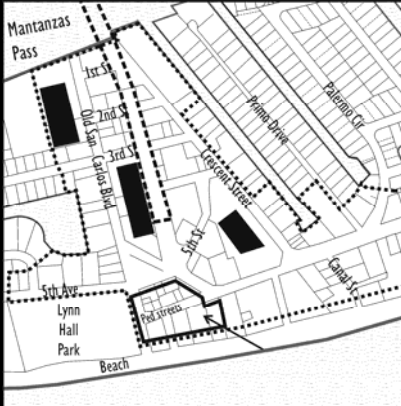 Mantanzas
Pass
1st St
2nd St
3rd St
Old San Carlos Blvd
Crescent Street
Primo Drive
Palermo Cir
5th St
Canal St
5th Ave
Lynn
Hall
Park
Ped streets
Beach